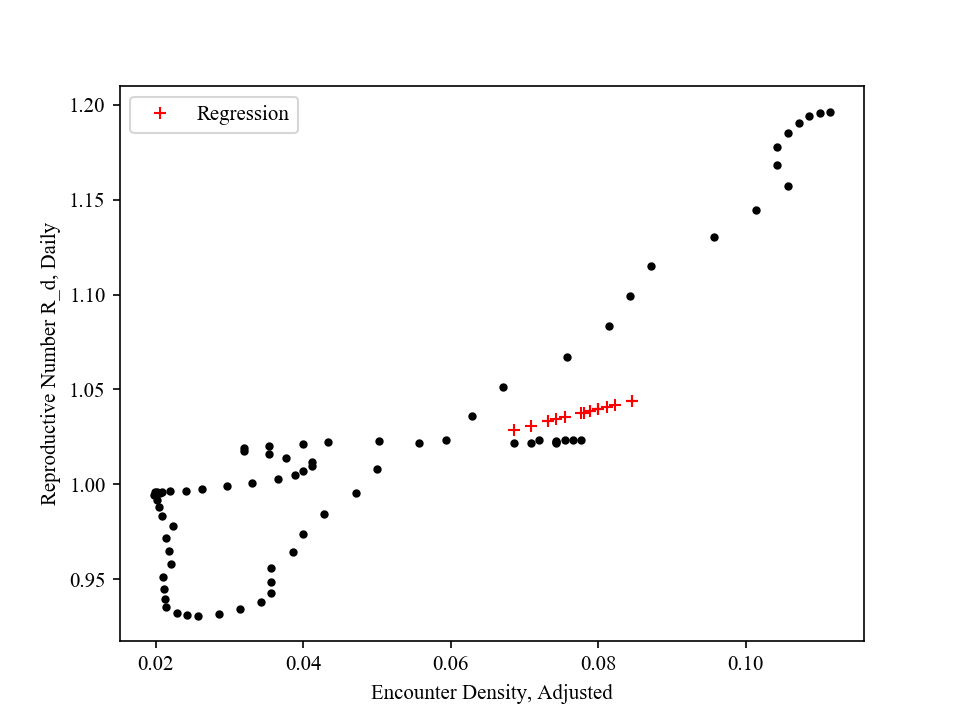 Regression
1.20
1.15
1.10
1.05
1.00
0.95
Reproductive Number R_d, Daily
0.02 0.04 0.06 0.08 0.10
Encounter Density, Adjusted